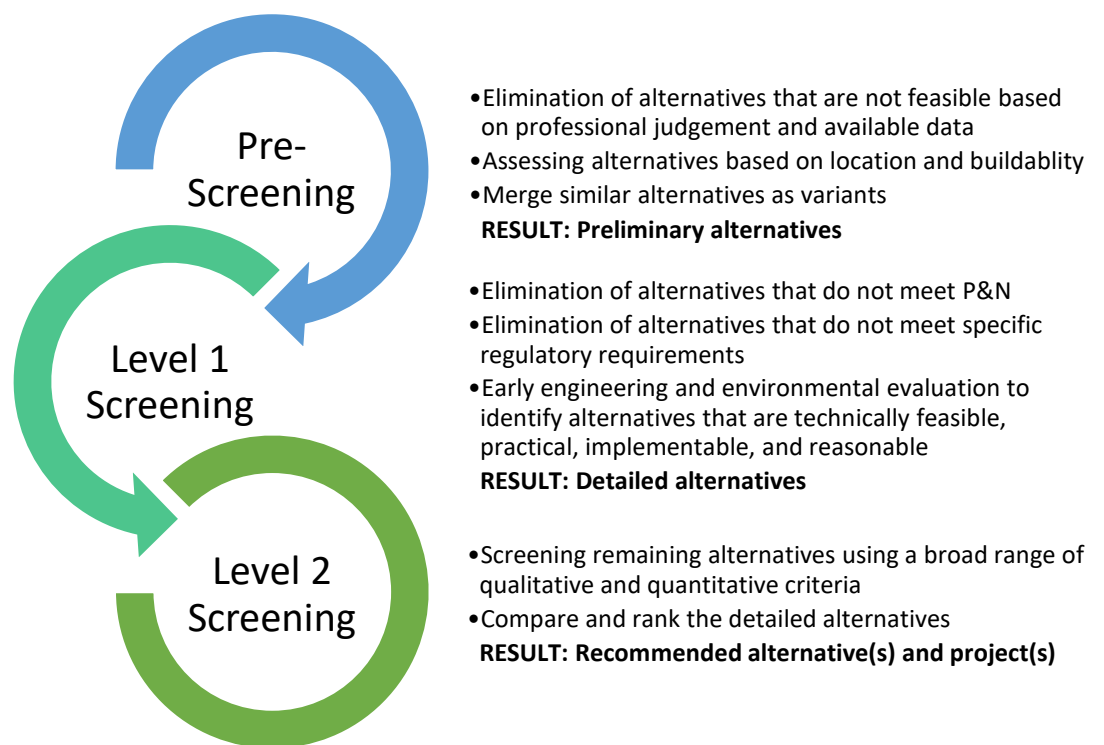 Pre-
Screening
•Elimination of alternatives that are not feasible based
on professional judgement and available data
•Assessing alternatives based on location and buildablity
•Merge similar alternatives as variants
RESULT: Preliminary alternatives
Level 1
Screening
•Elimination of alternatives that do not meet P&N
•Elimination of alternatives that do not meet specific
regulatory requirements
•Early engineering and environmental evaluation to
identify alternatives that are technically feasible,
practical, implementable, and reasonable
RESULT: Detailed alternatives
Level 2
Screening
•Screening remaining alternatives using a broad range of
qualitative and quantitative criteria
•Compare and rank the detailed alternatives
RESULT: Recommended alternative(s) and project(s)